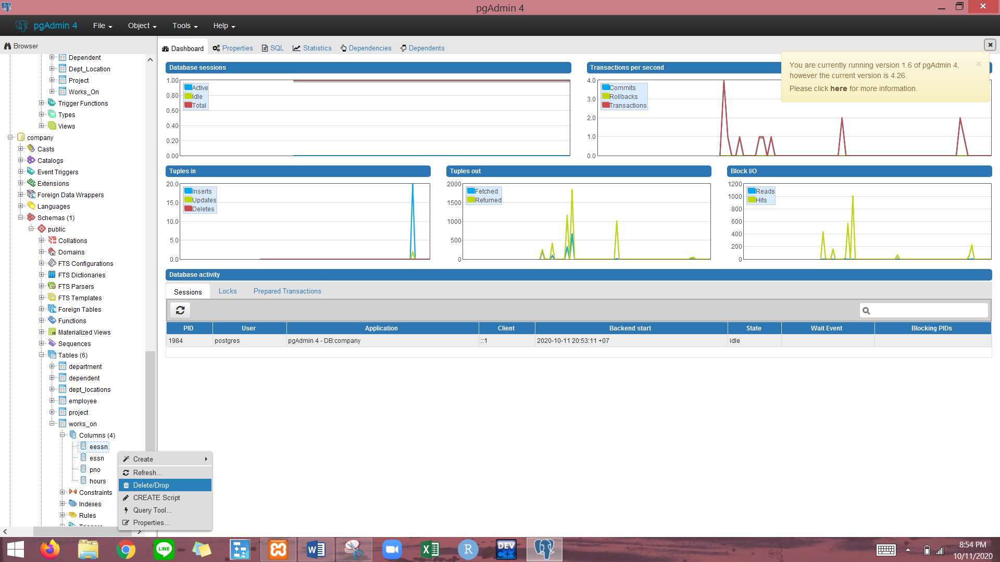 pgAdmin 4
pgAdmin 4
File
Object
Tools
Help
Browser
Dependent
Dept_Location
Project
Works_On
Trigger Functions
Types
Views
company
Casts
Catalogs
Event Triggers
Extensions
Foreign Data Wrappers
Languages
Schemas (1)
public
Collations
Domains
FTS Configurations
FTS Dictionaries
FTS Parsers
FTS Templates
Foreign Tables
Functions
Materialized Views
Sequences
Tables (6)
department
dependent
dept_locations
employee
project
works_on
Columns (4)
eessn
essn
pno
hours
Constraints
Indexes
Rules
Create
Refresh...
Delete/Drop
CREATE Script
Query Tool...
Properties...
Dashboard
Properties
SQL
Statistics
Dependencies
Dependents
You are currently running version 1.6 of pgAdmin 4,
however the current version is 4.26.
Please click here for more information.
Database sessions
1.00
0.80
0.60
0.40
0.20
0.00
Active
Idle
Total
Transactions per second
4.0
3.0
2.0
1.0
0.0
Commits
Rollbacks
Transactions
Tuples in
20.0
15.0
10.0
5.0
0.0
Inserts
Updates
Deletes
Tuples out
2000
1500
1000
500
0
Fetched
Returned
Block I/O
1200
1000
800
600
400
200
0
Reads
Hits
Database activity
Sessions
Locks
Prepared Transactions
PID User Application Client Backend start State Wait Event Blocking PIDs
1984 postgres pgAdmin 4 - DB:company ::1 2020-10-11 20:53:11 +07 idle
LINE
DEV
C++
8:54 PM
10/11/2020